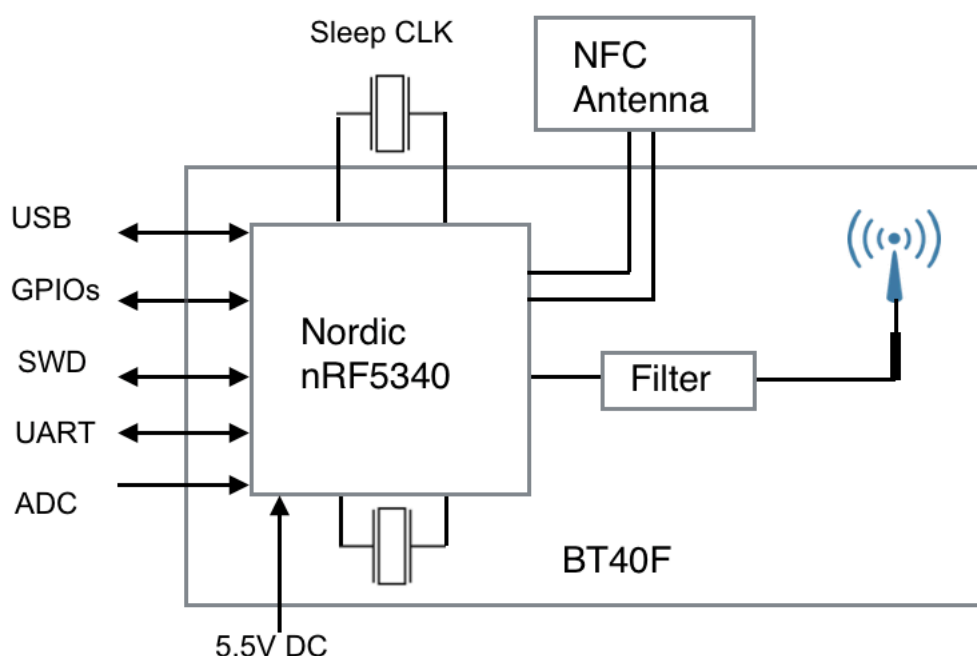 Sleep CLK
NFC
Antenna
USB
GPIOs
SWD
UART
ADC
Nordic
nRF5340
Filter
BT40F
5.5V DC